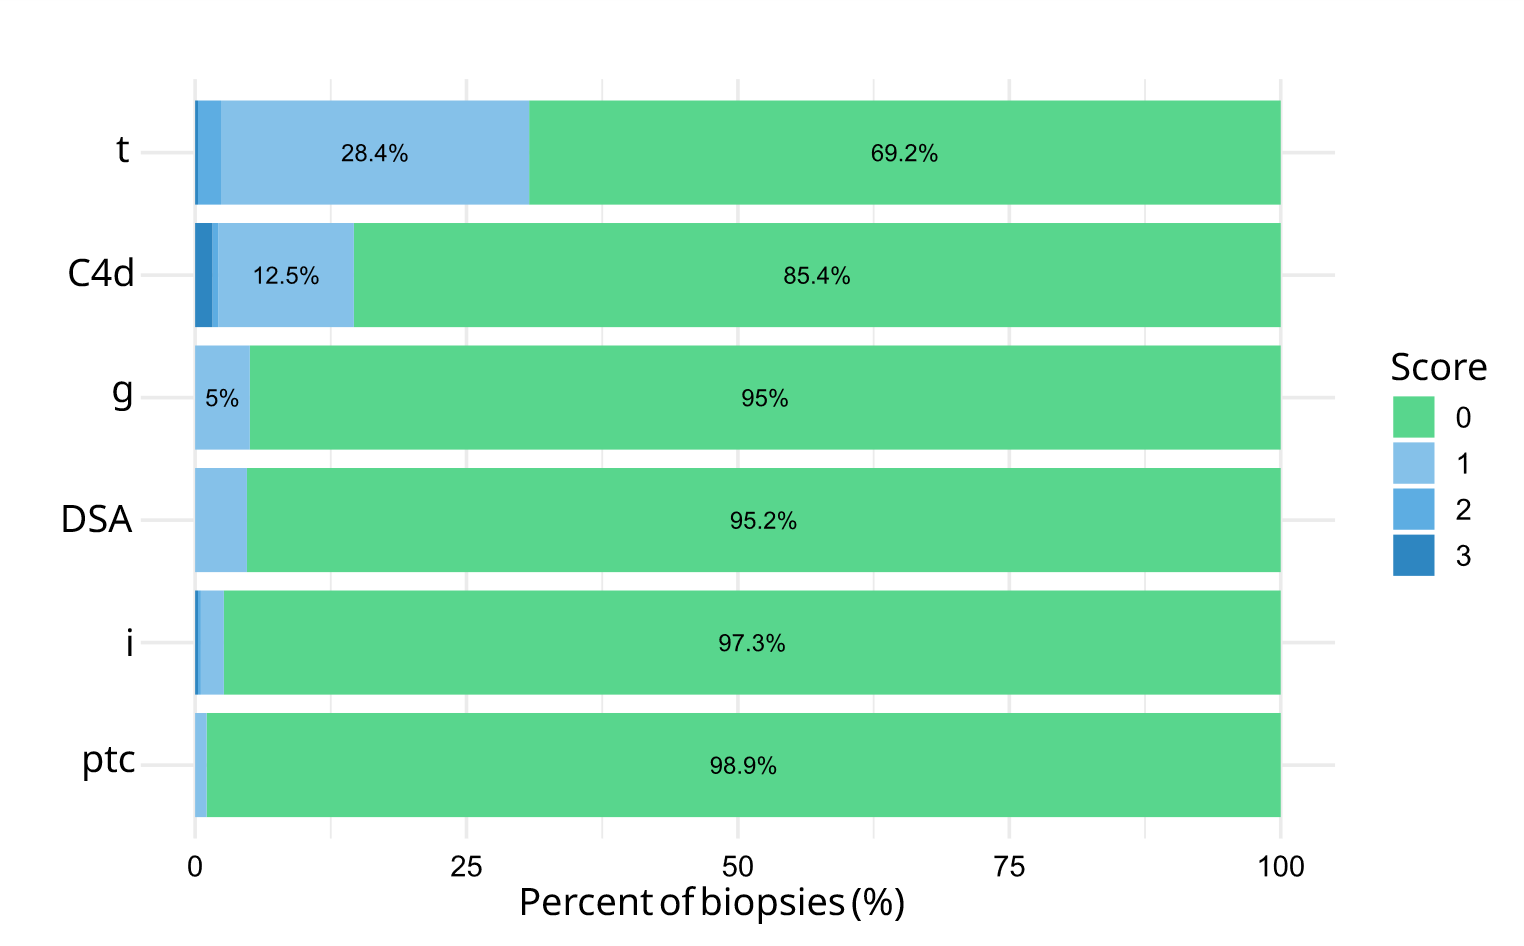 t
28.4%
69.2%
C4d
12.5%
85.4%
g
5%
95%
DSA
95.2%
i
97.3%
ptc
98.9%
0
25
50
75
100
Percent of biopsies (%)
Score
0
1
2
3